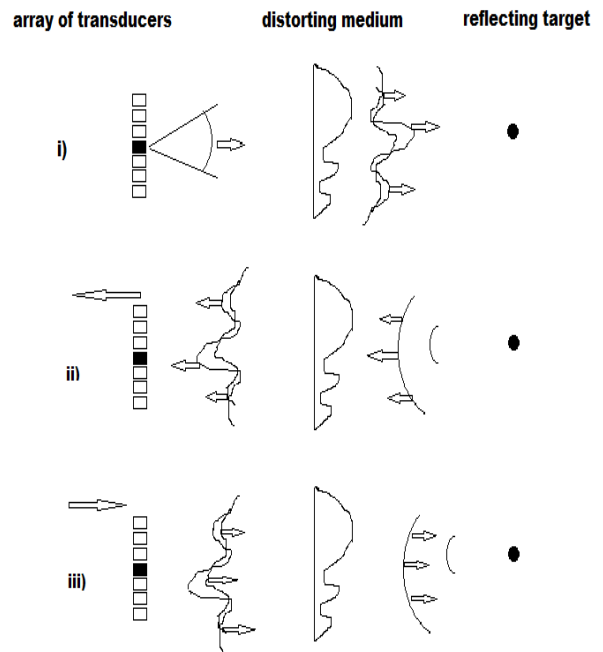 array of transducers distorting medium reflecting target
i)
ii)
iii)